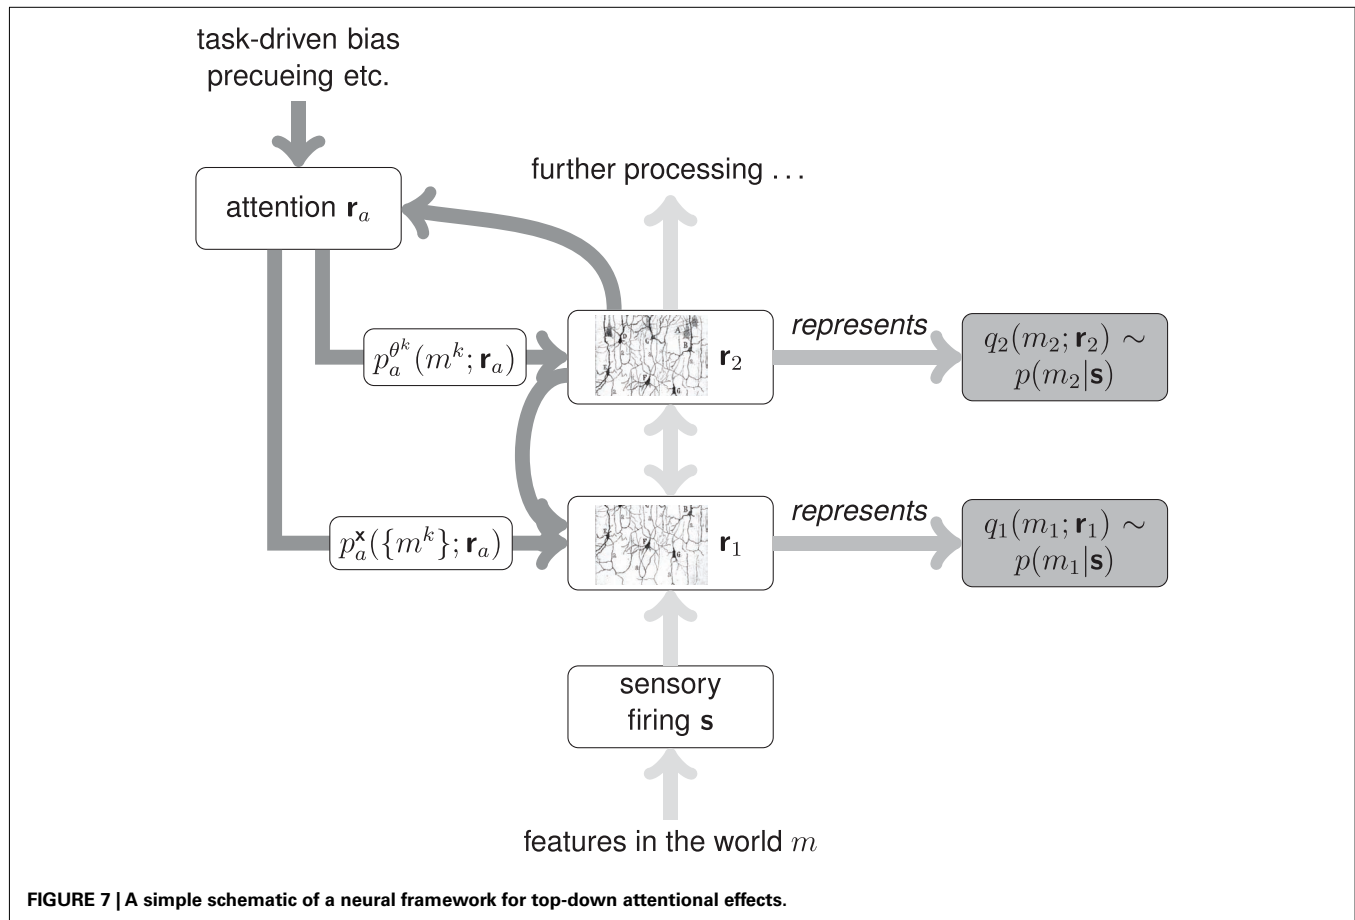 task-driven bias
precueing etc.
further processing …
attention r_a
represents
p_a^{θ^k}(m^k; r_a)
r_2
q_2(m_2; r_2) ∼
p(m_2|s)
represents
p_a^x({m^k}; r_a)
r_1
q_1(m_1; r_1) ∼
p(m_1|s)
sensory
firing s
features in the world m
FIGURE 7 | A simple schematic of a neural framework for top-down attentional effects.